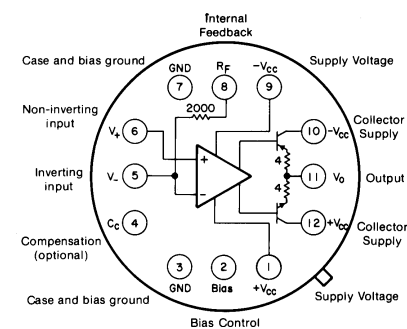 Internal
Feedback
Case and bias ground
Supply Voltage
GND
RF
-VCC
7
8
9
2000
Non-inverting
input
V+
6
+
10
-VCC
Collector
Supply
4
Inverting
input
V-
5
-
11
VO
Output
4
CC
4
12
+VCC
Collector
Supply
Compensation
(optional)
3
2
1
GND
Bias
+VCC
Case and bias ground
Supply Voltage
Bias Control